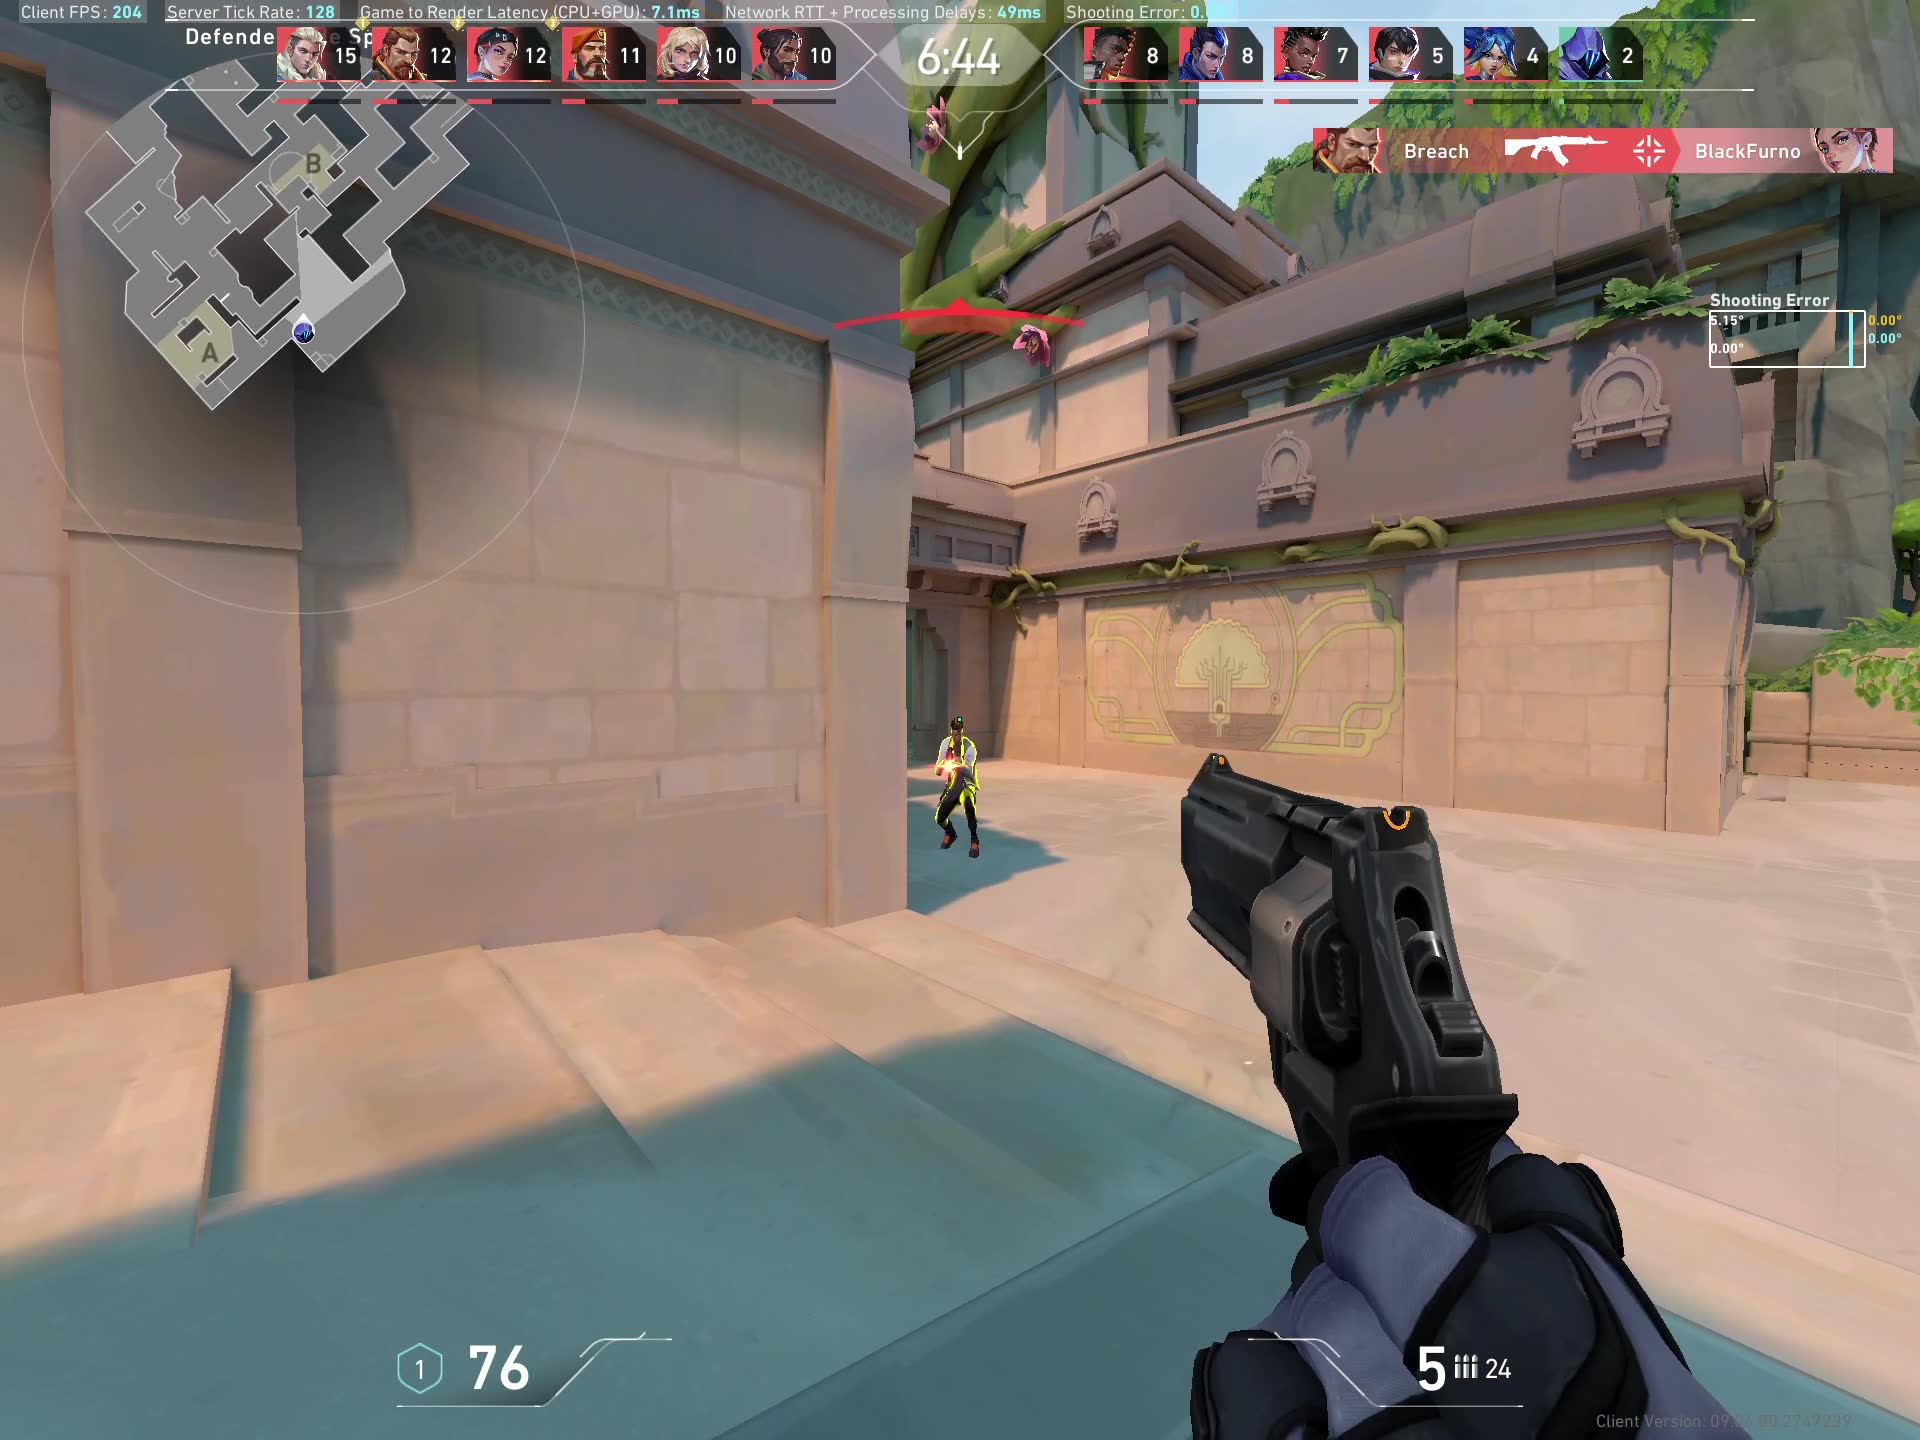 Client FPS: 204 Server Tick Rate: 128 Game to Render Latency (CPU+GPU): 7.1ms Network RTT + Processing Delays: 49ms Shooting Error: 0.
Defende e Sp
15 12 12 11 10 10 6:44 8 8 7 5 4 2
B
A
Breach BlackFurno
Shooting Error
5.15° 0.00°
0.00° 0.00°
1 76
5 24
Client Version: